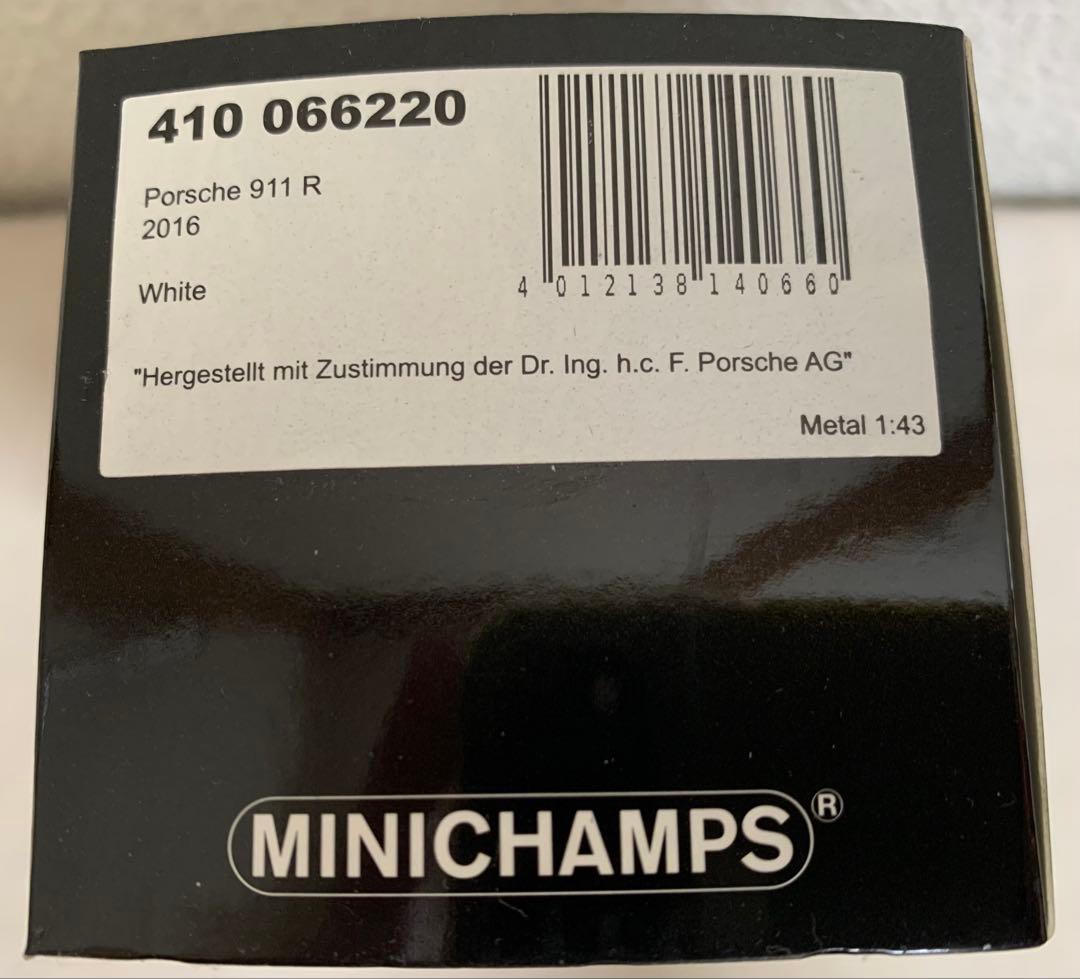 410 066220
Porsche 911 R
2016
White
4 012138 140660
"Hergestellt mit Zustimmung der Dr. Ing. h.c. F. Porsche AG"
Metal 1:43
MINICHAMPS®